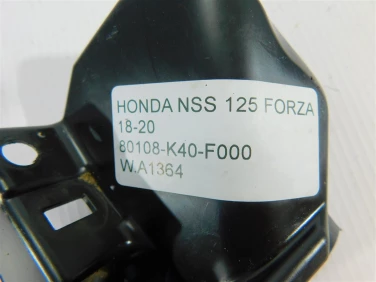 HONDA NSS 125 FORZA
18-20
80108-K40-F000
W.A1364